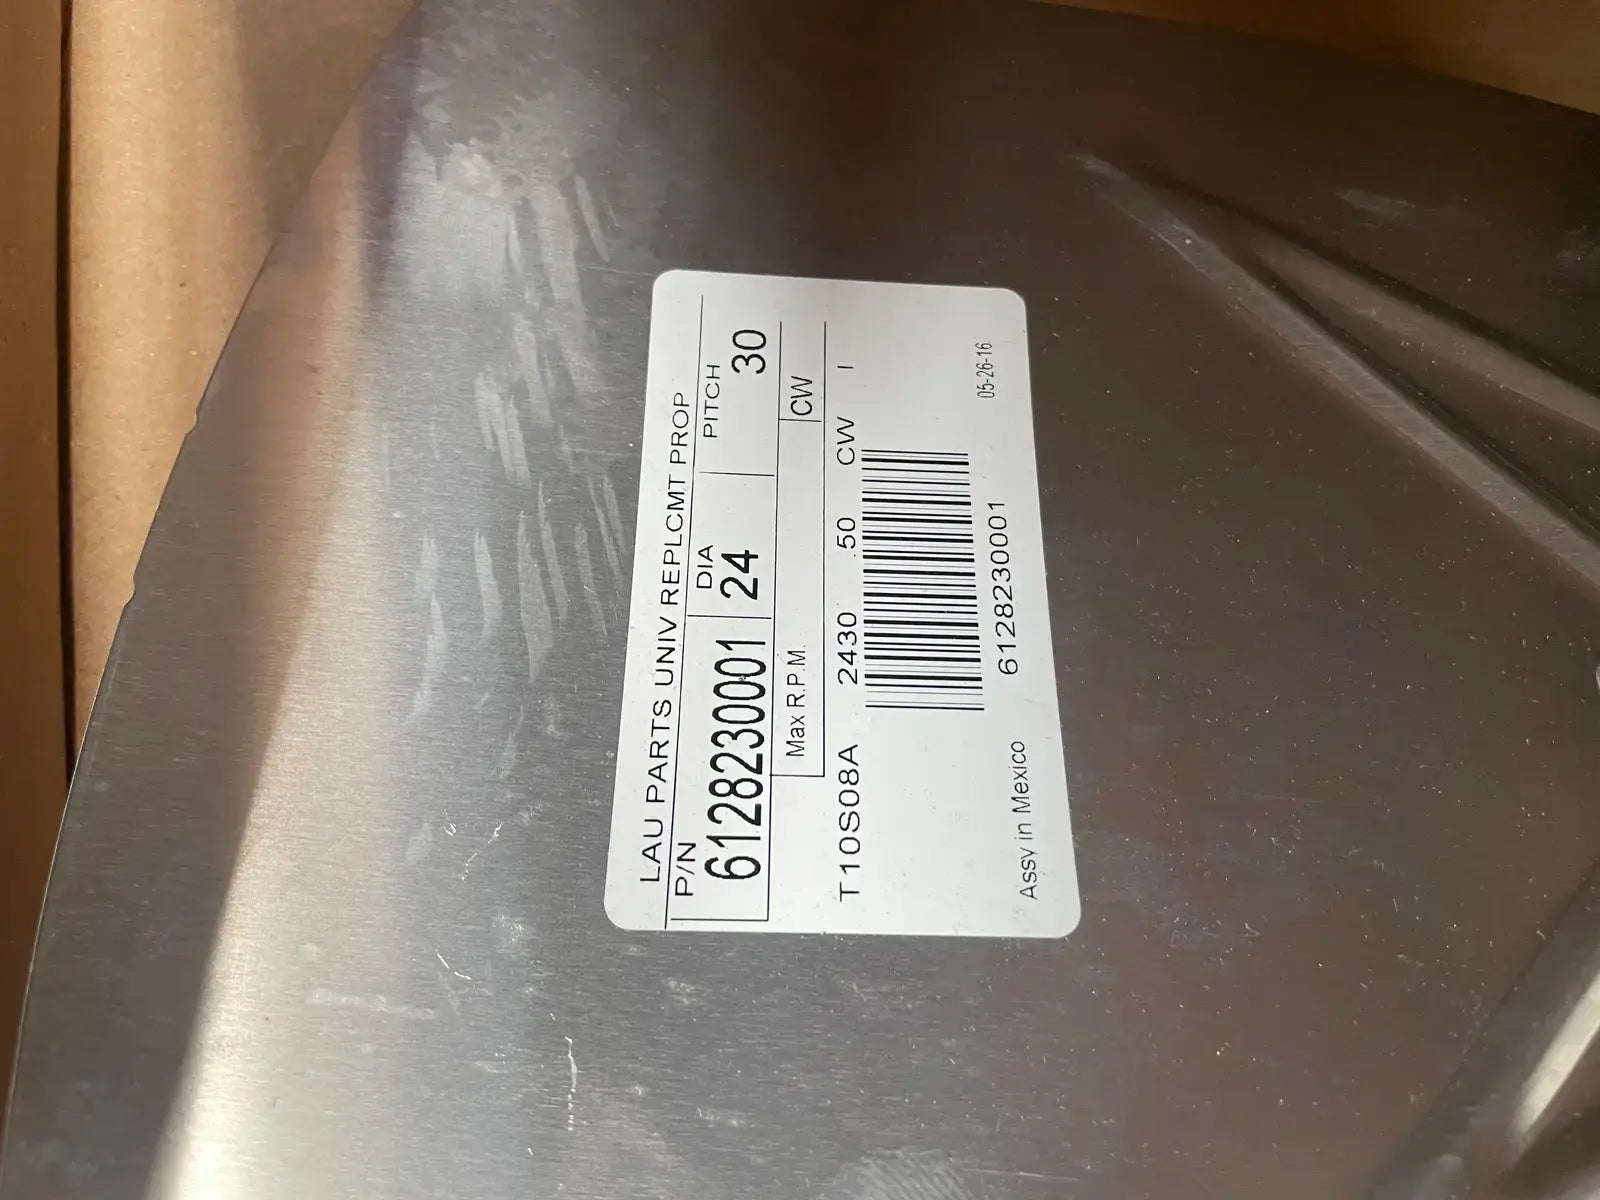 LAU PARTS UNIV REPLCMT PROP
P/N DIA PITCH
6128230001 24 30
Max R.P.M. CW
T10S08A 2430 .50 CW I
6128230001
Assy in Mexico 05-26-16